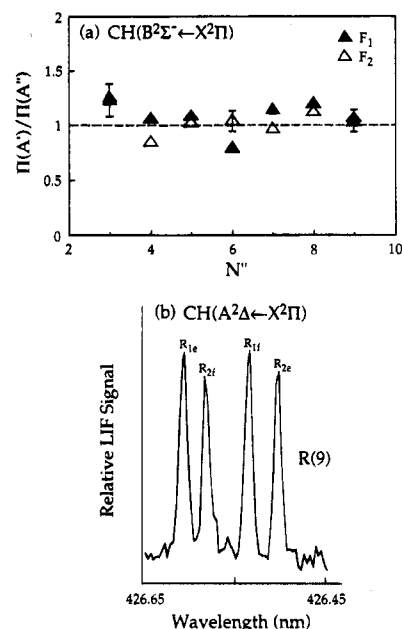 (a) CH(B²Σ⁻←X²Π)
▲ F₁
△ F₂
Π(A')/Π(A")
2
1.5
1
0.5
0
2 4 6 8 10
N"
(b) CH(A²Δ←X²Π)
R₁e R₂f R₁f R₂e
R(9)
Relative LIF Signal
426.65 426.45
Wavelength (nm)